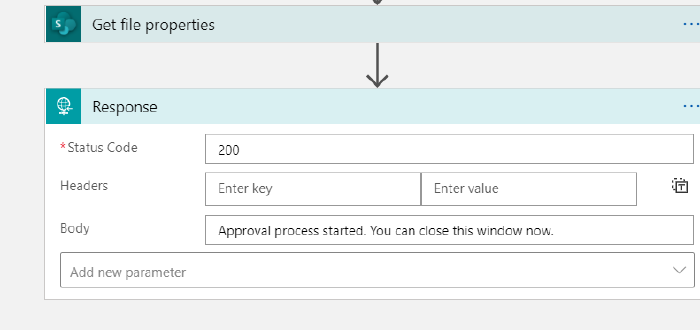 Get file properties
Response
*Status Code
200
Headers
Enter key
Enter value
Body
Approval process started. You can close this window now.
Add new parameter